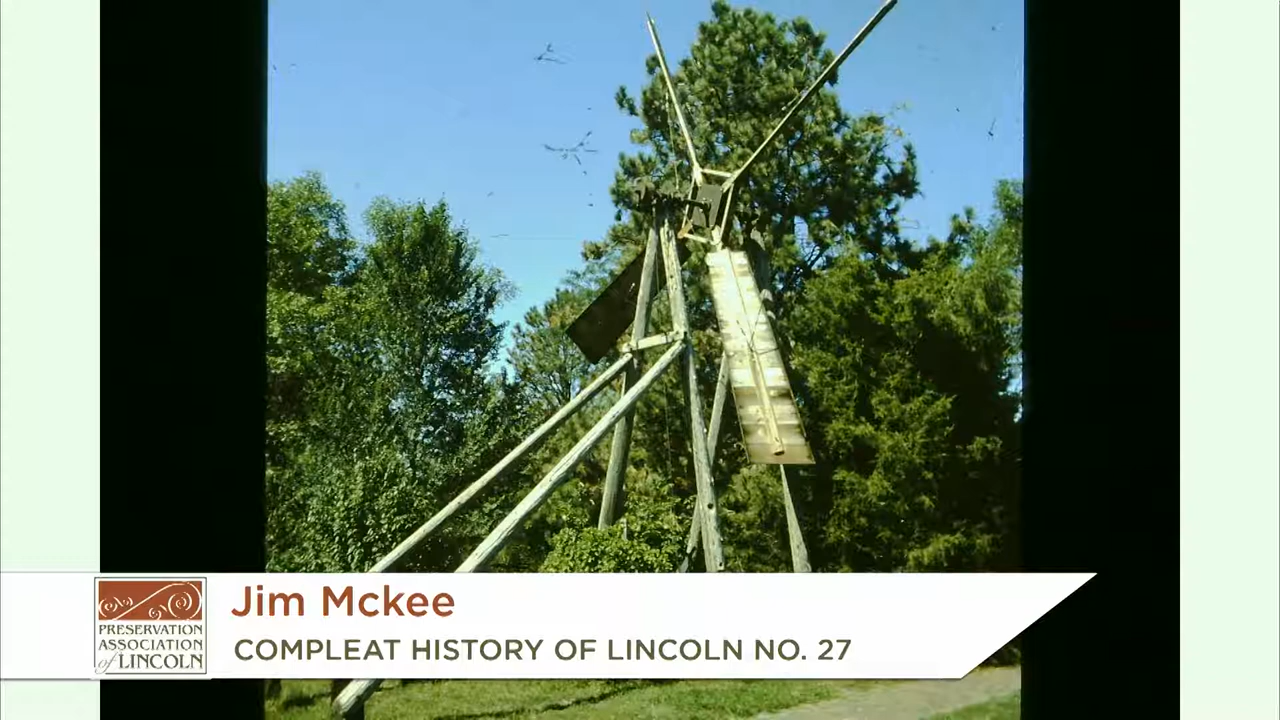 Jim Mckee
COMPLEAT HISTORY OF LINCOLN NO. 27
PRESERVATION
ASSOCIATION
of LINCOLN